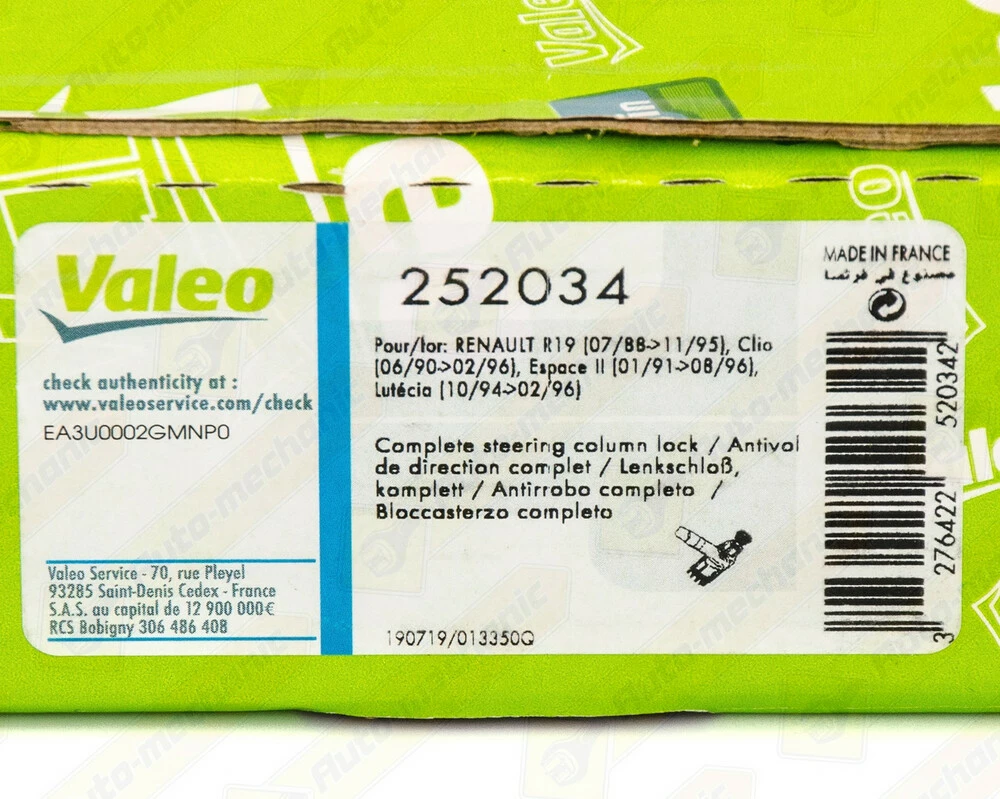 Valeo
Valeo
check authenticity at :
www.valeoservice.com/check
EA3U0002GMNP0
Valeo Service - 70, rue Pleyel
93285 Saint-Denis Cedex - France
S.A.S. au capital de 12 900 000€
RCS Bobigny 306 486 408
252034
Pour/for: RENAULT R19 (07/88->11/95), Clio
(06/90->02/96), Espace II (01/91->08/96),
Lutécia (10/94->02/96)
Complete steering column lock / Antivol
de direction complet / Lenkschloß,
komplett / Antirrobo completo /
Bloccasterzo completo
190719/013350Q
MADE IN FRANCE
مصنوع في فرنسا
3 276422 520342
Auto-mechanic